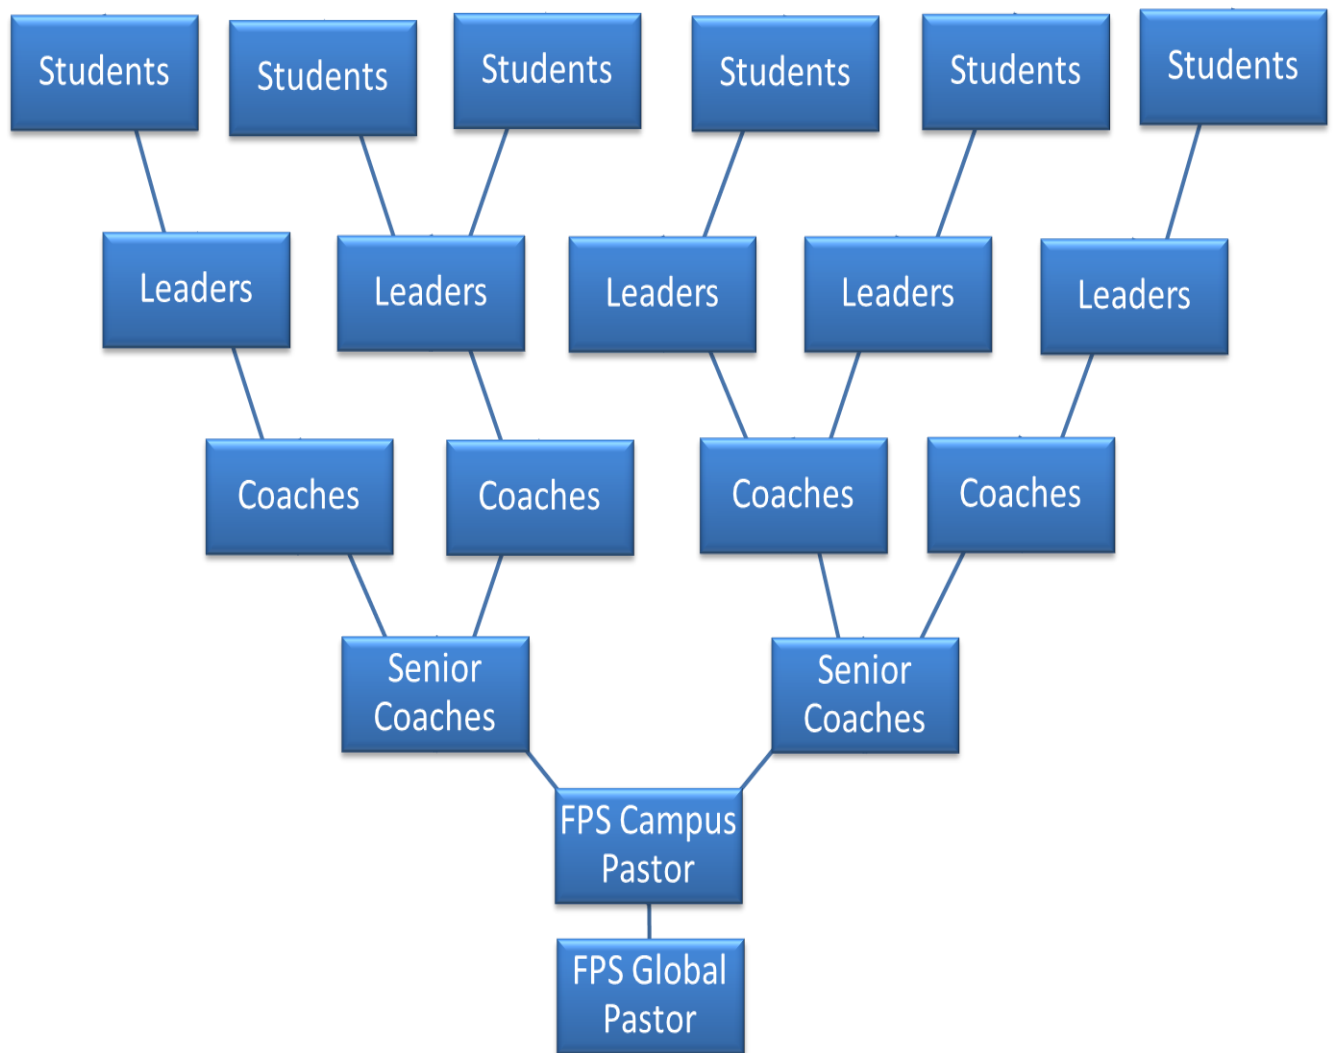 Students
Students
Students
Students
Students
Students
Leaders
Leaders
Leaders
Leaders
Leaders
Coaches
Coaches
Coaches
Coaches
Senior
Coaches
Senior
Coaches
FPS Campus
Pastor
FPS Global
Pastor